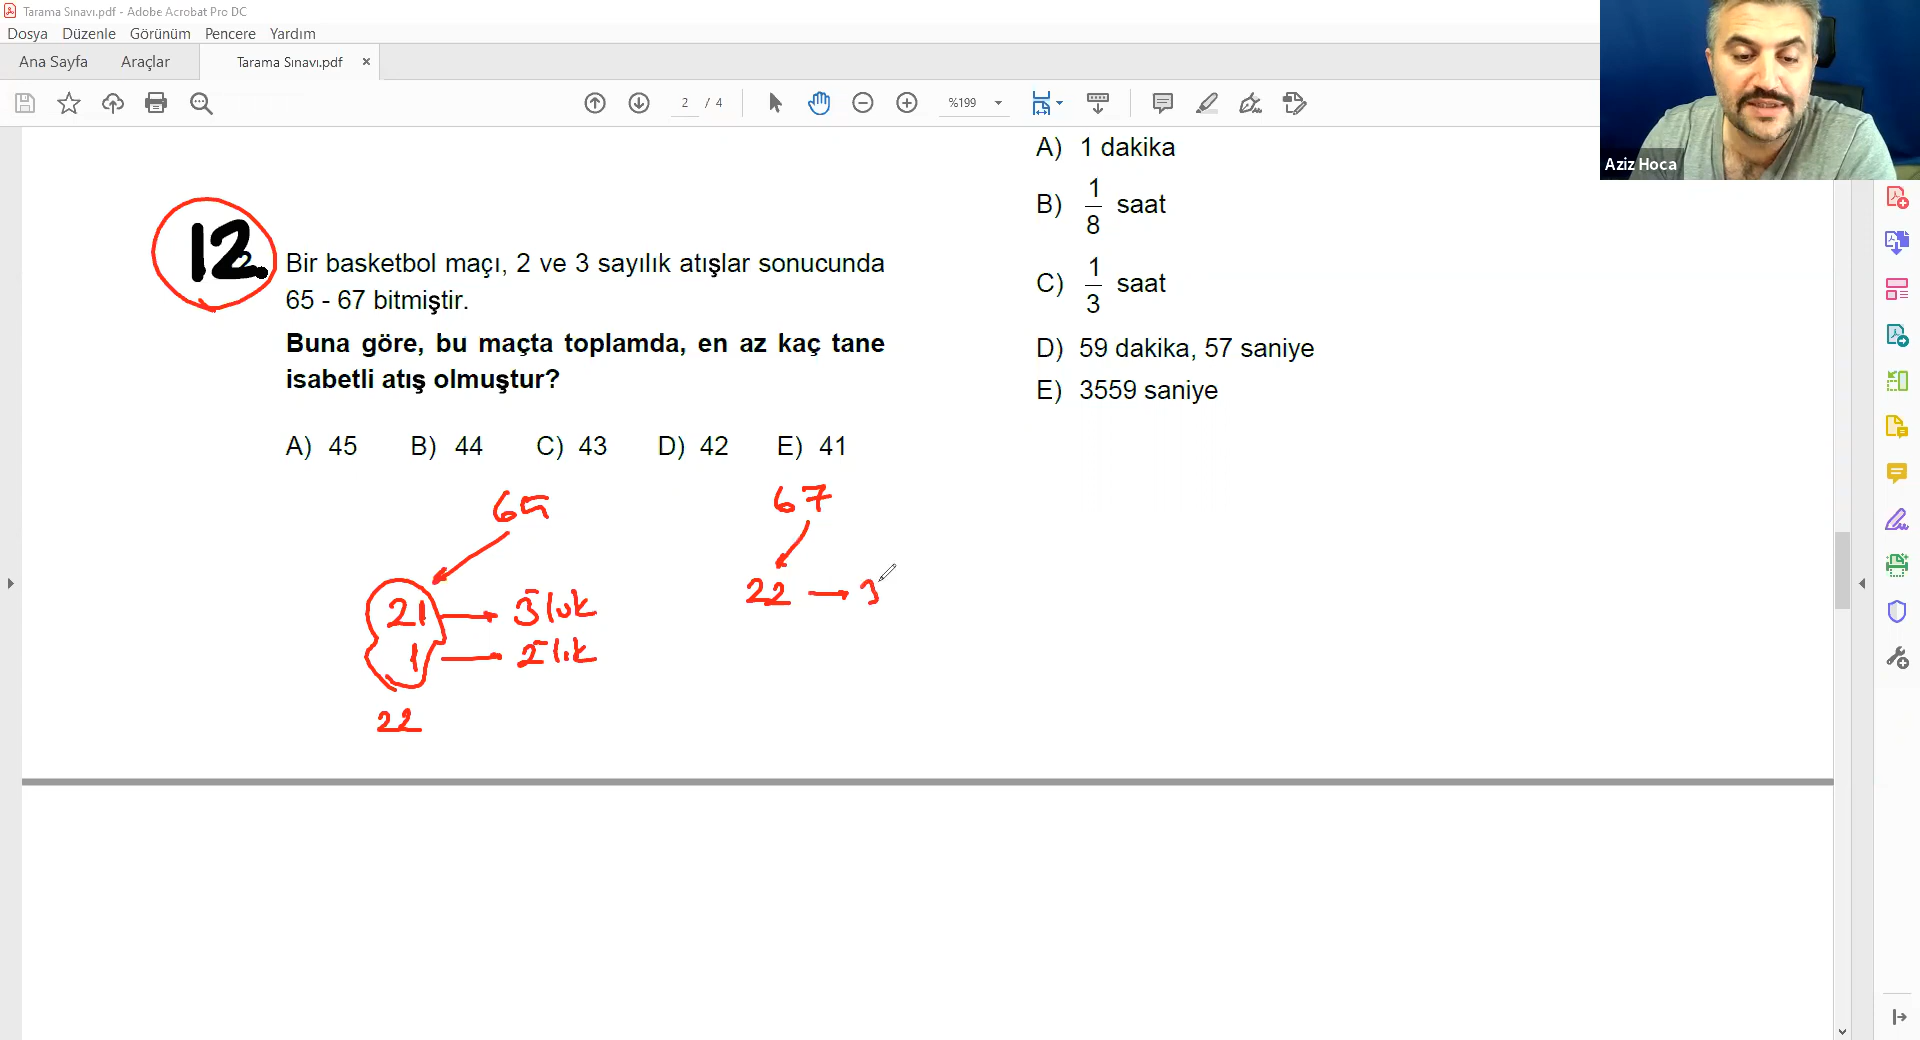 Tarama Sınavı.pdf - Adobe Acrobat Pro DC
Dosya Düzenle Görünüm Pencere Yardım
Ana Sayfa Araçlar Tarama Sınavı.pdf ×
2 / 4 %199
Aziz Hoca
12.
Bir basketbol maçı, 2 ve 3 sayılık atışlar sonucunda
65 - 67 bitmiştir.
Buna göre, bu maçta toplamda, en az kaç tane
isabetli atış olmuştur?
A) 45 B) 44 C) 43 D) 42 E) 41
65
21 → 3 lük
1 → 2 lik
22
67
22 → 3
A) 1 dakika
B) 1/8 saat
C) 1/3 saat
D) 59 dakika, 57 saniye
E) 3559 saniye